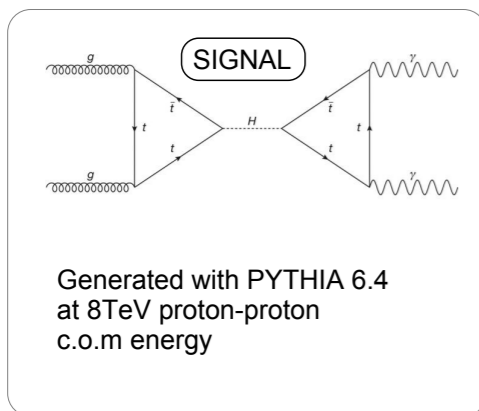 SIGNAL
g
γ
t̄
t̄
t
H
t
t
t
g
γ
Generated with PYTHIA 6.4
at 8TeV proton-proton
c.o.m energy